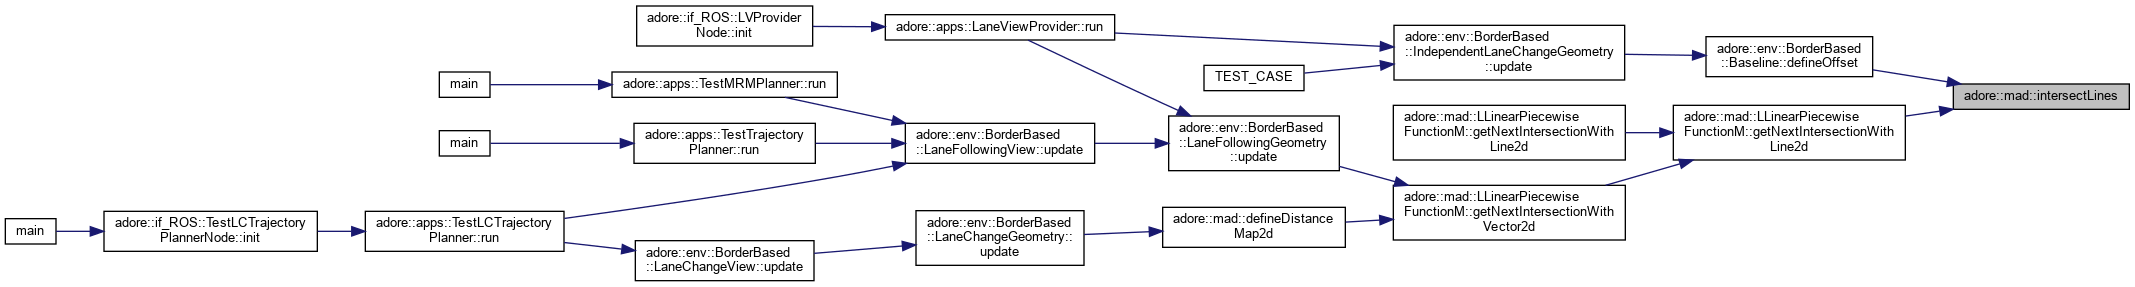 adore::if_ROS::LVProvider
Node::init
adore::apps::LaneViewProvider::run
adore::env::BorderBased
::IndependentLaneChangeGeometry
::update
adore::env::BorderBased
::Baseline::defineOffset
main
adore::apps::TestMRMPlanner::run
TEST_CASE
adore::mad::intersectLines
main
adore::apps::TestTrajectory
Planner::run
adore::env::BorderBased
::LaneFollowingView::update
adore::env::BorderBased
::LaneFollowingGeometry
::update
adore::mad::LLinearPiecewise
FunctionM::getNextIntersectionWith
Line2d
adore::mad::LLinearPiecewise
FunctionM::getNextIntersectionWith
Line2d
main
adore::if_ROS::TestLCTrajectory
PlannerNode::init
adore::apps::TestLCTrajectory
Planner::run
adore::env::BorderBased
::LaneChangeView::update
adore::env::BorderBased
::LaneChangeGeometry::
update
adore::mad::defineDistance
Map2d
adore::mad::LLinearPiecewise
FunctionM::getNextIntersectionWith
Vector2d